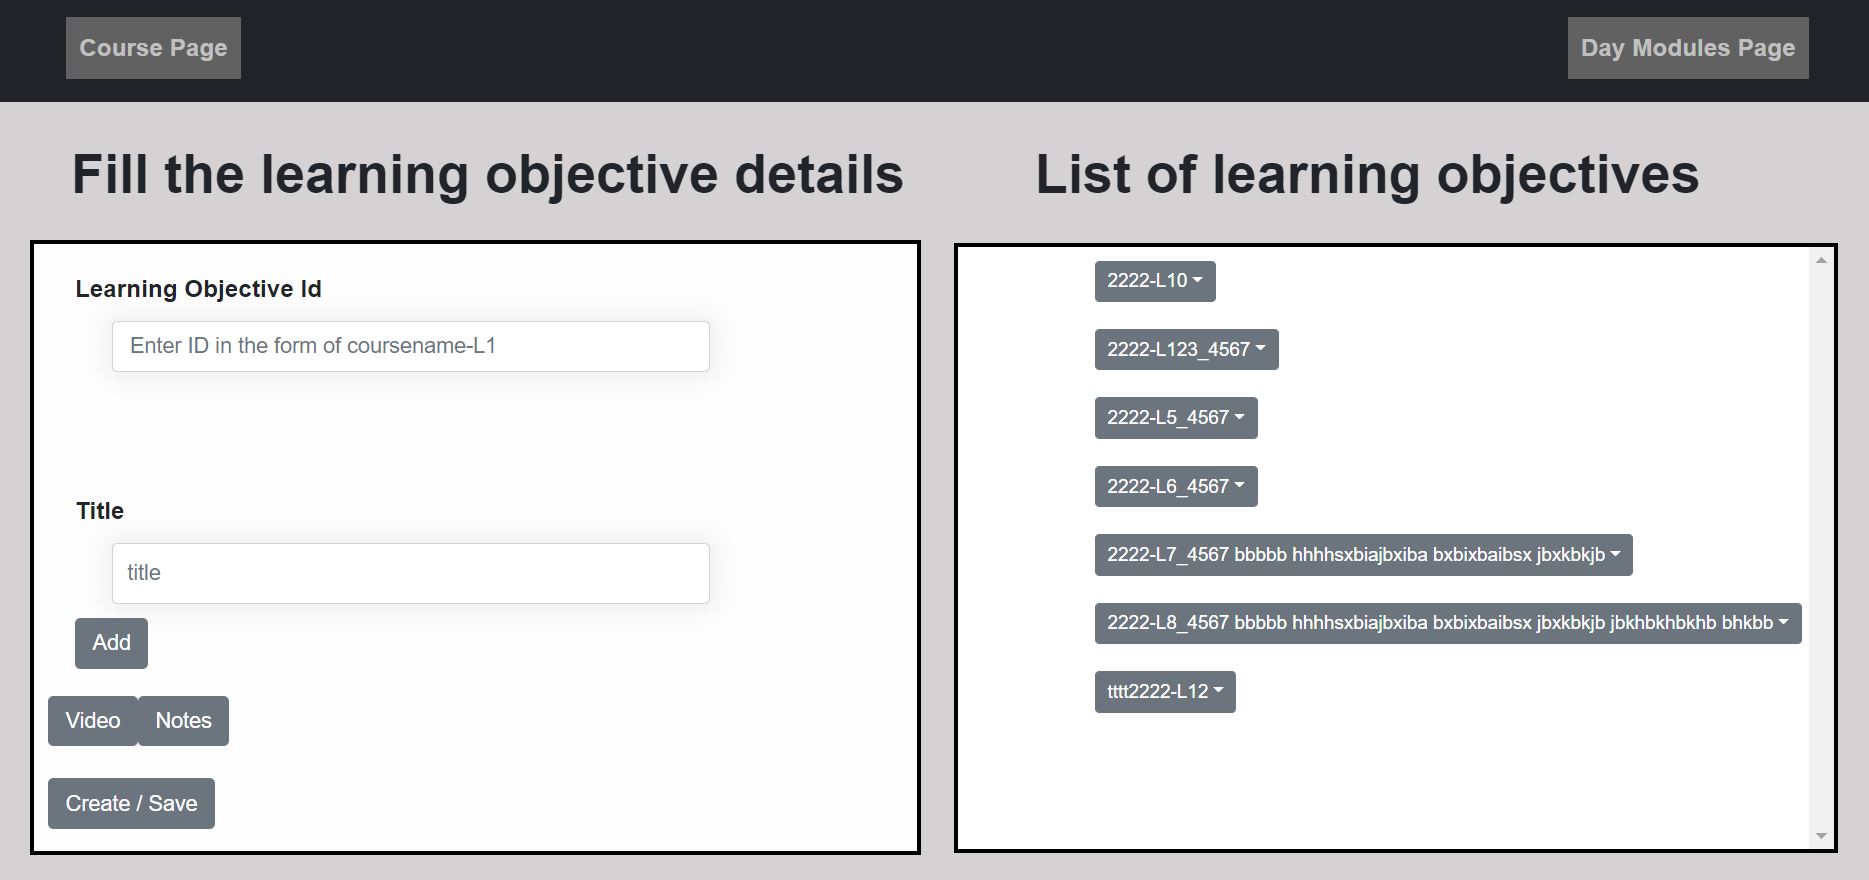 Course Page
Day Modules Page
Fill the learning objective details
Learning Objective Id
Enter ID in the form of coursename-L1
Title
title
Add
Video
Notes
Create / Save
List of learning objectives
2222-L10
2222-L123_4567
2222-L5_4567
2222-L6_4567
2222-L7_4567 bbbbb hhhhsxbiajbxiba bxbixbaibsx jbxkbkjb
2222-L8_4567 bbbbb hhhhsxbiajbxiba bxbixbaibsx jbxkbkjb jbkhbkhbkhb bhkbb
tttt2222-L12